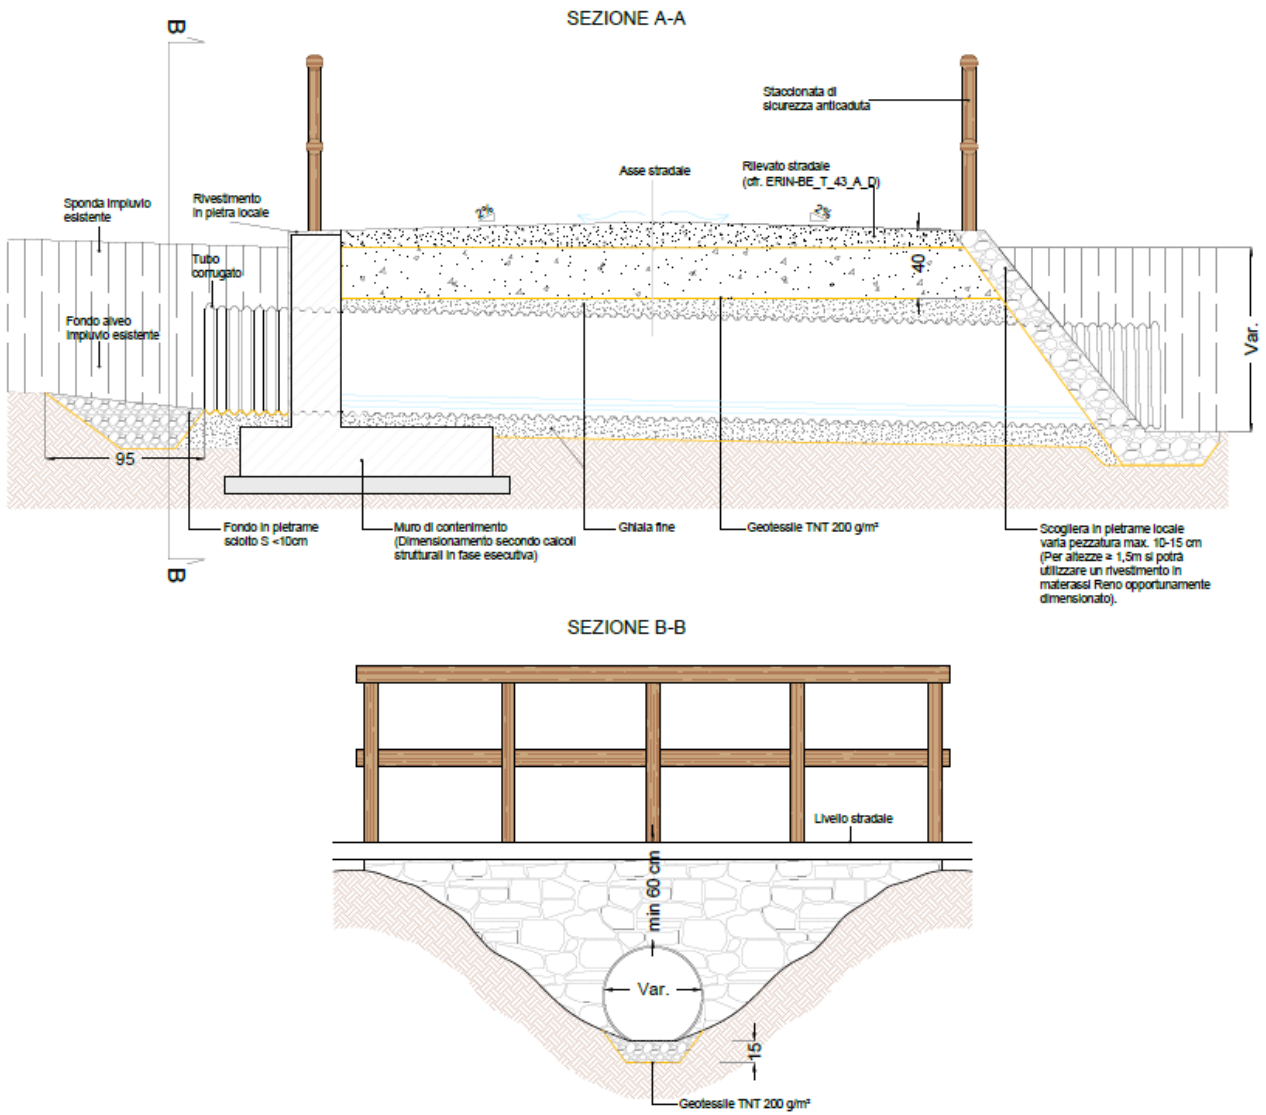 SEZIONE A-A
B
Staccionata di
sicurezza anticaduta
Asse stradale
Rilevato stradale
(cfr. ERIN-BE_T_43_A_D)
Sponda impluvio
esistente
Rivestimento
in pietra locale
2%
2%
Tubo
corrugato
40
Fondo alveo
impluvio esistente
Var.
95
Fondo in pietrame
sciolto S <10cm
Muro di contenimento
(Dimensionamento secondo calcoli
strutturali in fase esecutiva)
Ghiaia fine
Geotessile TNT 200 g/m²
Scogliera in pietrame locale
varia pezzatura max. 10-15 cm
(Per altezze ≥ 1,5m si potrà
utilizzare un rivestimento in
materassi Reno opportunamente
dimensionato).
B
SEZIONE B-B
Livello stradale
min 60 cm
Var.
15
Geotessile TNT 200 g/m²